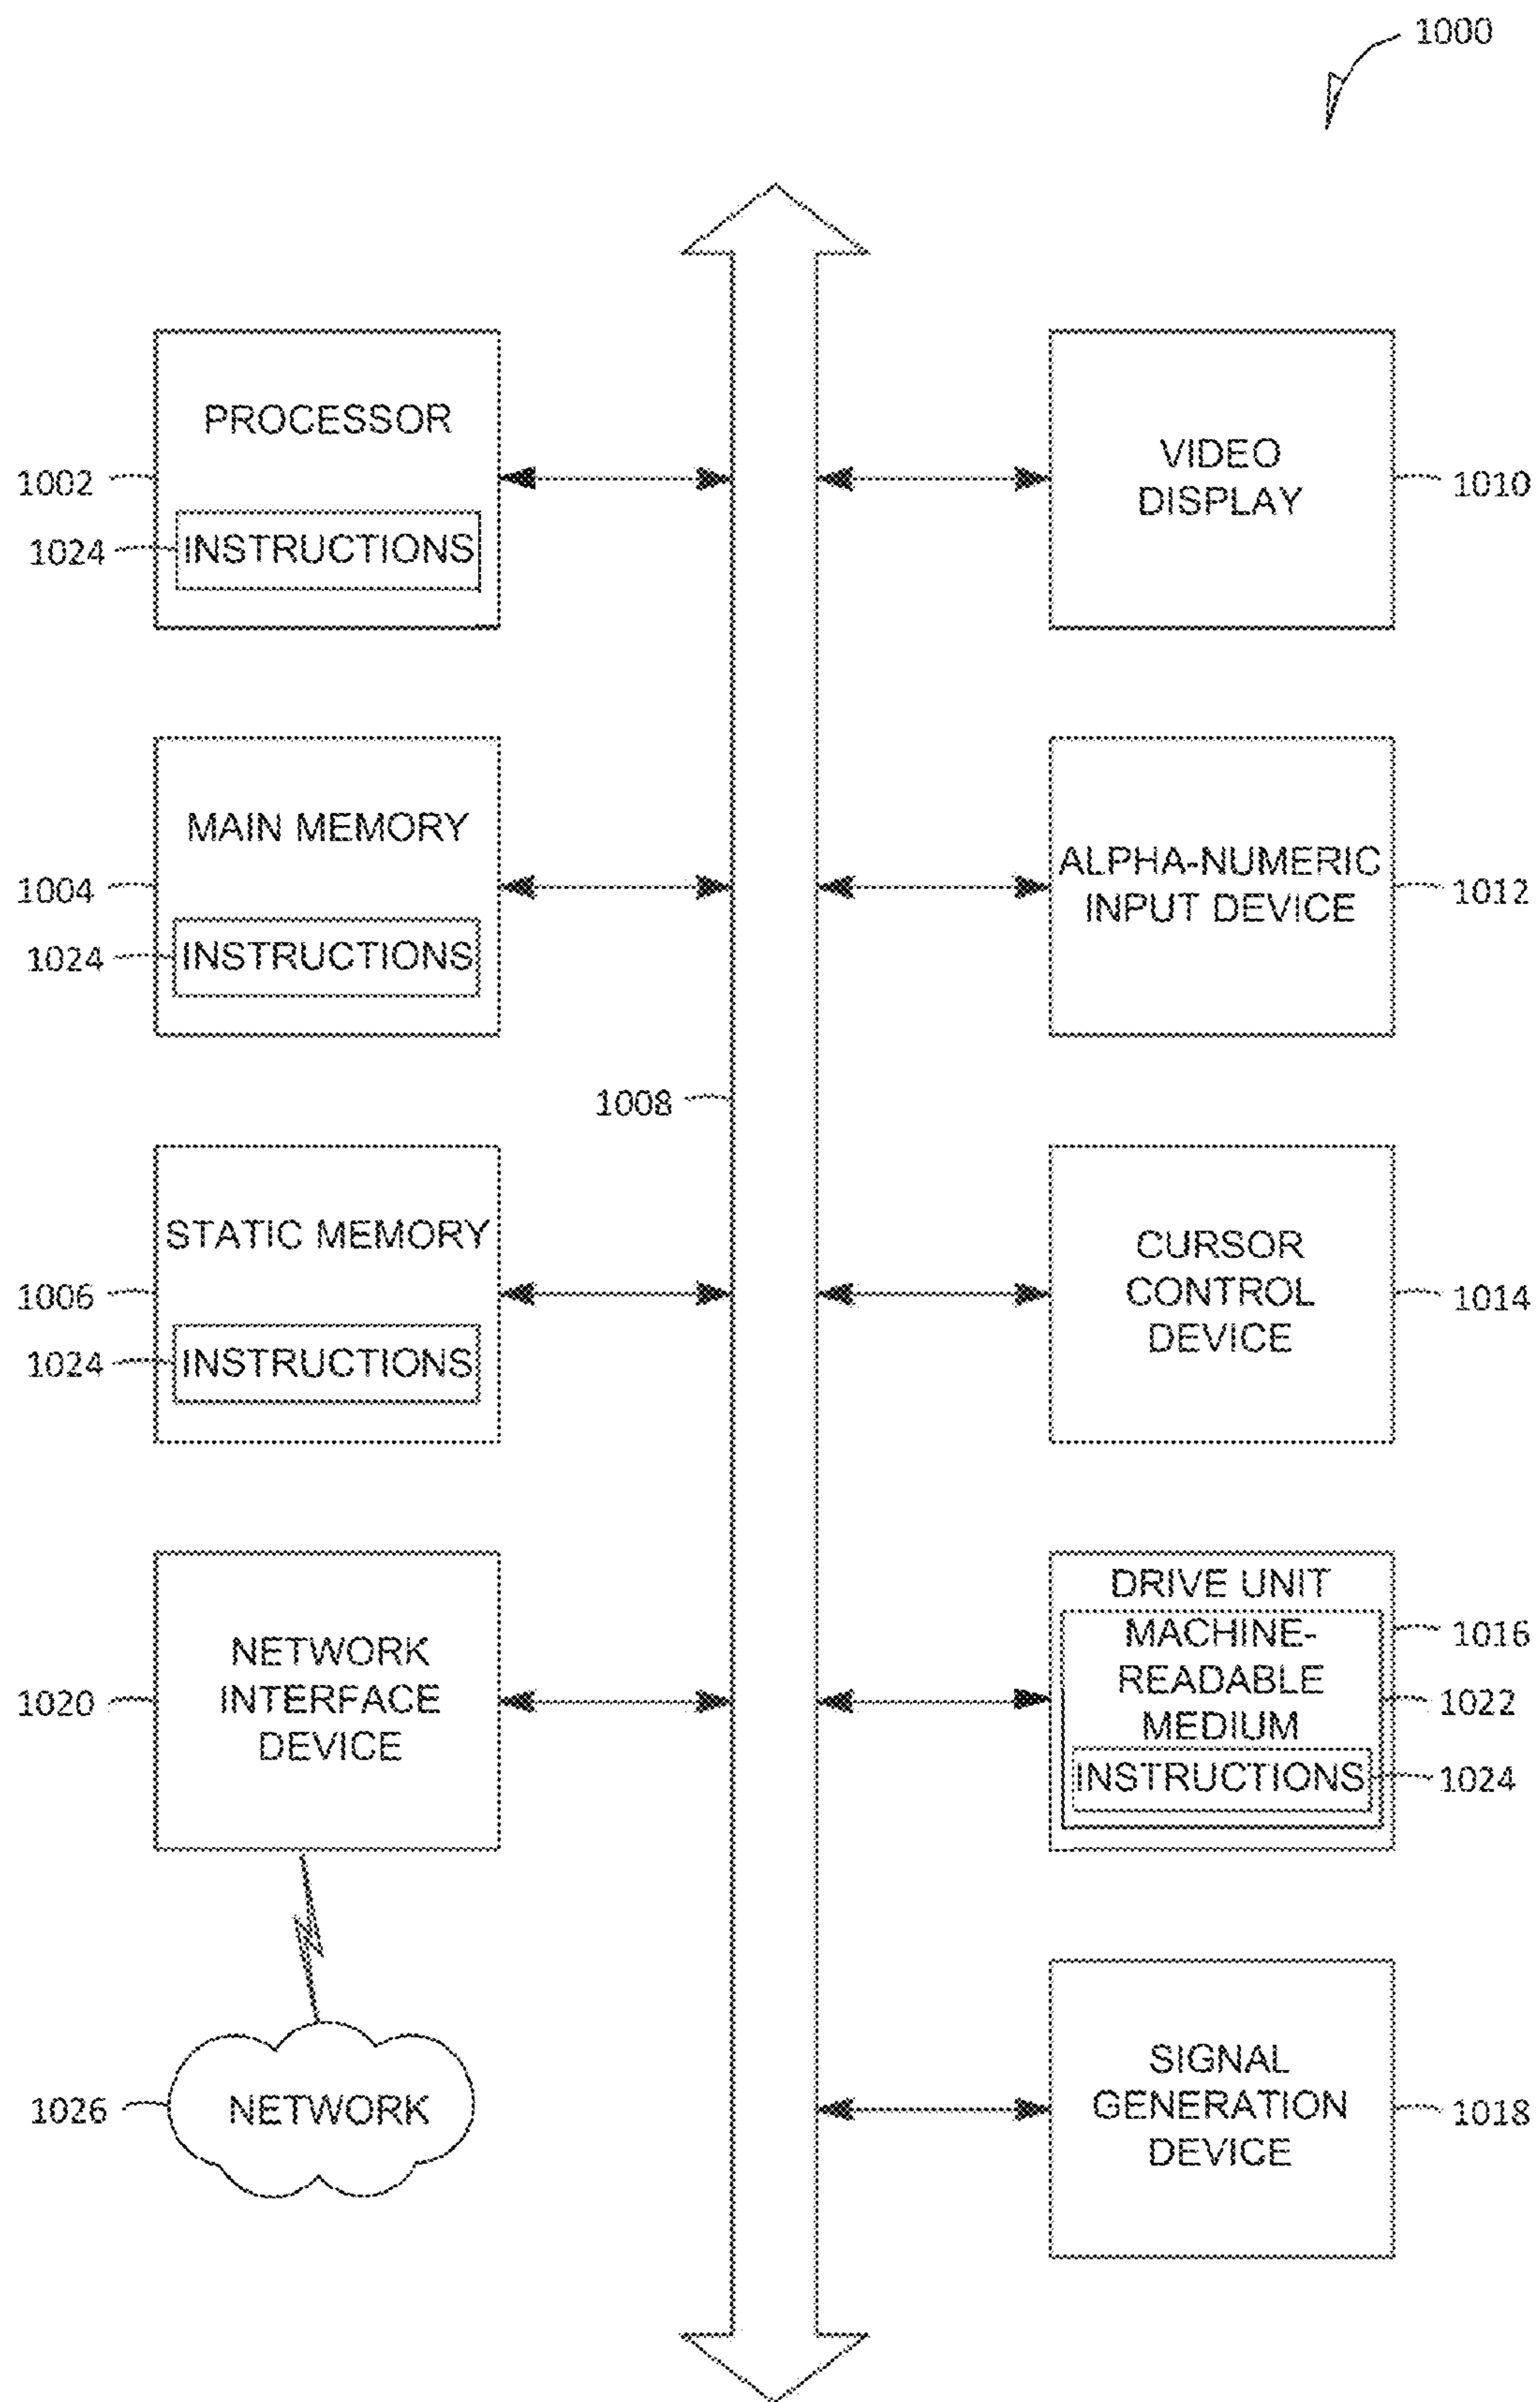 1000
PROCESSOR
1002
1024
INSTRUCTIONS
VIDEO
DISPLAY
1010
MAIN MEMORY
1004
1024
INSTRUCTIONS
ALPHA-NUMERIC
INPUT DEVICE
1012
1008
STATIC MEMORY
1006
1024
INSTRUCTIONS
CURSOR
CONTROL
DEVICE
1014
NETWORK
INTERFACE
DEVICE
1020
DRIVE UNIT
1016
MACHINE-
READABLE
MEDIUM
1022
INSTRUCTIONS
1024
NETWORK
1026
SIGNAL
GENERATION
DEVICE
1018